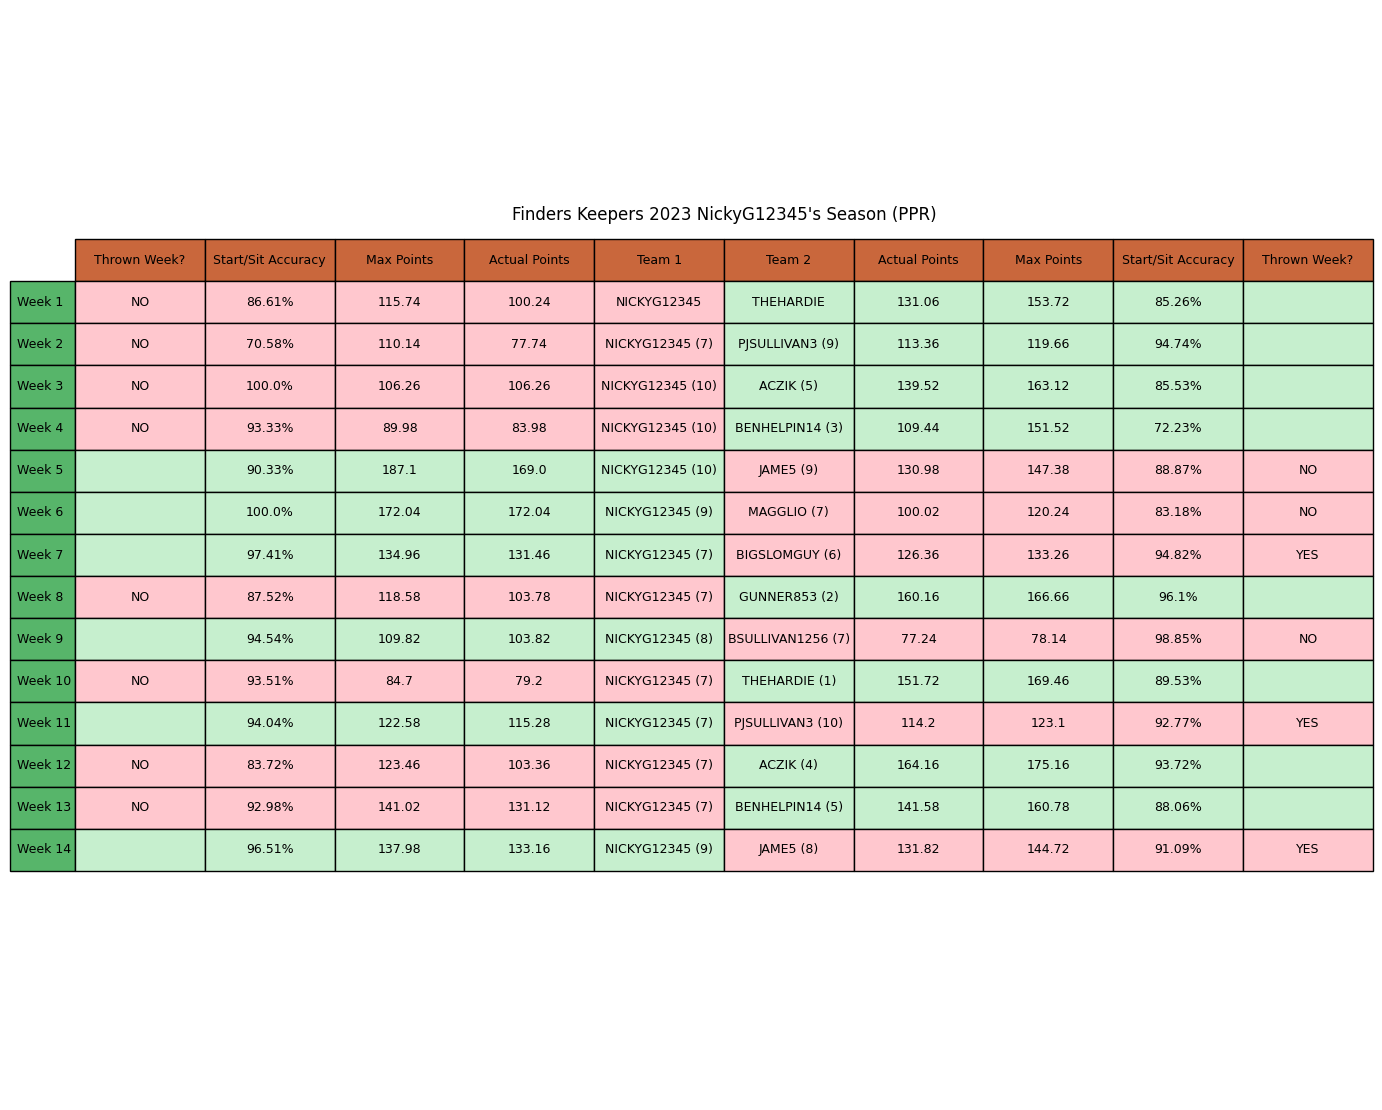 Finders Keepers 2023 NickyG12345's Season (PPR)
Thrown Week? Start/Sit Accuracy Max Points Actual Points Team 1 Team 2 Actual Points Max Points Start/Sit Accuracy Thrown Week?
Week 1 NO 86.61% 115.74 100.24 NICKYG12345 THEHARDIE 131.06 153.72 85.26%
Week 2 NO 70.58% 110.14 77.74 NICKYG12345 (7) PJSULLIVAN3 (9) 113.36 119.66 94.74%
Week 3 NO 100.0% 106.26 106.26 NICKYG12345 (10) ACZIK (5) 139.52 163.12 85.53%
Week 4 NO 93.33% 89.98 83.98 NICKYG12345 (10) BENHELPIN14 (3) 109.44 151.52 72.23%
Week 5 90.33% 187.1 169.0 NICKYG12345 (10) JAME5 (9) 130.98 147.38 88.87% NO
Week 6 100.0% 172.04 172.04 NICKYG12345 (9) MAGGLIO (7) 100.02 120.24 83.18% NO
Week 7 97.41% 134.96 131.46 NICKYG12345 (7) BIGSLOMGUY (6) 126.36 133.26 94.82% YES
Week 8 NO 87.52% 118.58 103.78 NICKYG12345 (7) GUNNER853 (2) 160.16 166.66 96.1%
Week 9 94.54% 109.82 103.82 NICKYG12345 (8) BSULLIVAN1256 (7) 77.24 78.14 98.85% NO
Week 10 NO 93.51% 84.7 79.2 NICKYG12345 (7) THEHARDIE (1) 151.72 169.46 89.53%
Week 11 94.04% 122.58 115.28 NICKYG12345 (7) PJSULLIVAN3 (10) 114.2 123.1 92.77% YES
Week 12 NO 83.72% 123.46 103.36 NICKYG12345 (7) ACZIK (4) 164.16 175.16 93.72%
Week 13 NO 92.98% 141.02 131.12 NICKYG12345 (7) BENHELPIN14 (5) 141.58 160.78 88.06%
Week 14 96.51% 137.98 133.16 NICKYG12345 (9) JAME5 (8) 131.82 144.72 91.09% YES